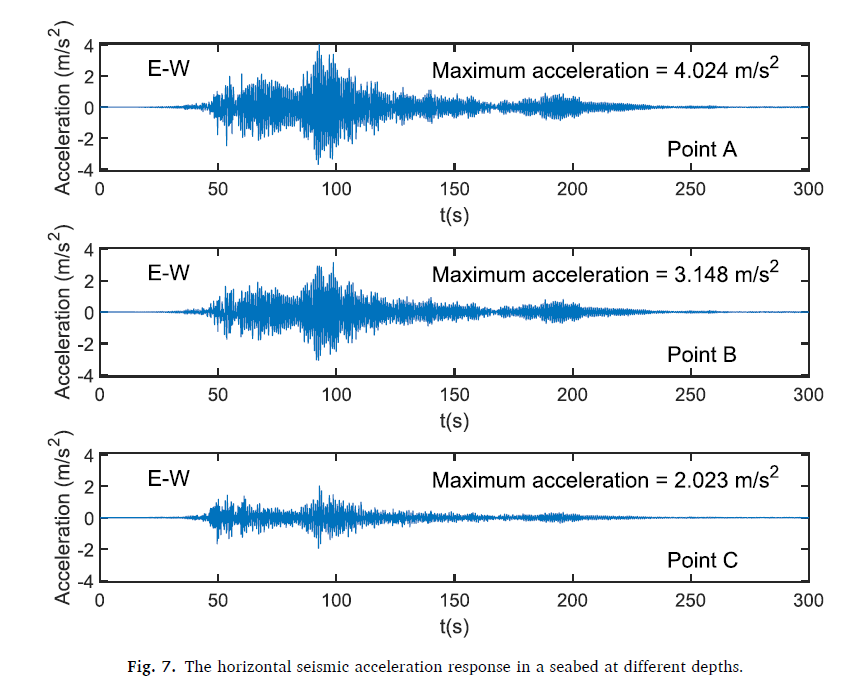 4
2
0
-2
-4
Acceleration (m/s²)
E-W
Maximum acceleration = 4.024 m/s²
Point A
0 50 100 150 200 250 300
t(s)
4
2
0
-2
-4
Acceleration (m/s²)
E-W
Maximum acceleration = 3.148 m/s²
Point B
0 50 100 150 200 250 300
t(s)
4
2
0
-2
-4
Acceleration (m/s²)
E-W
Maximum acceleration = 2.023 m/s²
Point C
0 50 100 150 200 250 300
t(s)
Fig. 7. The horizontal seismic acceleration response in a seabed at different depths.